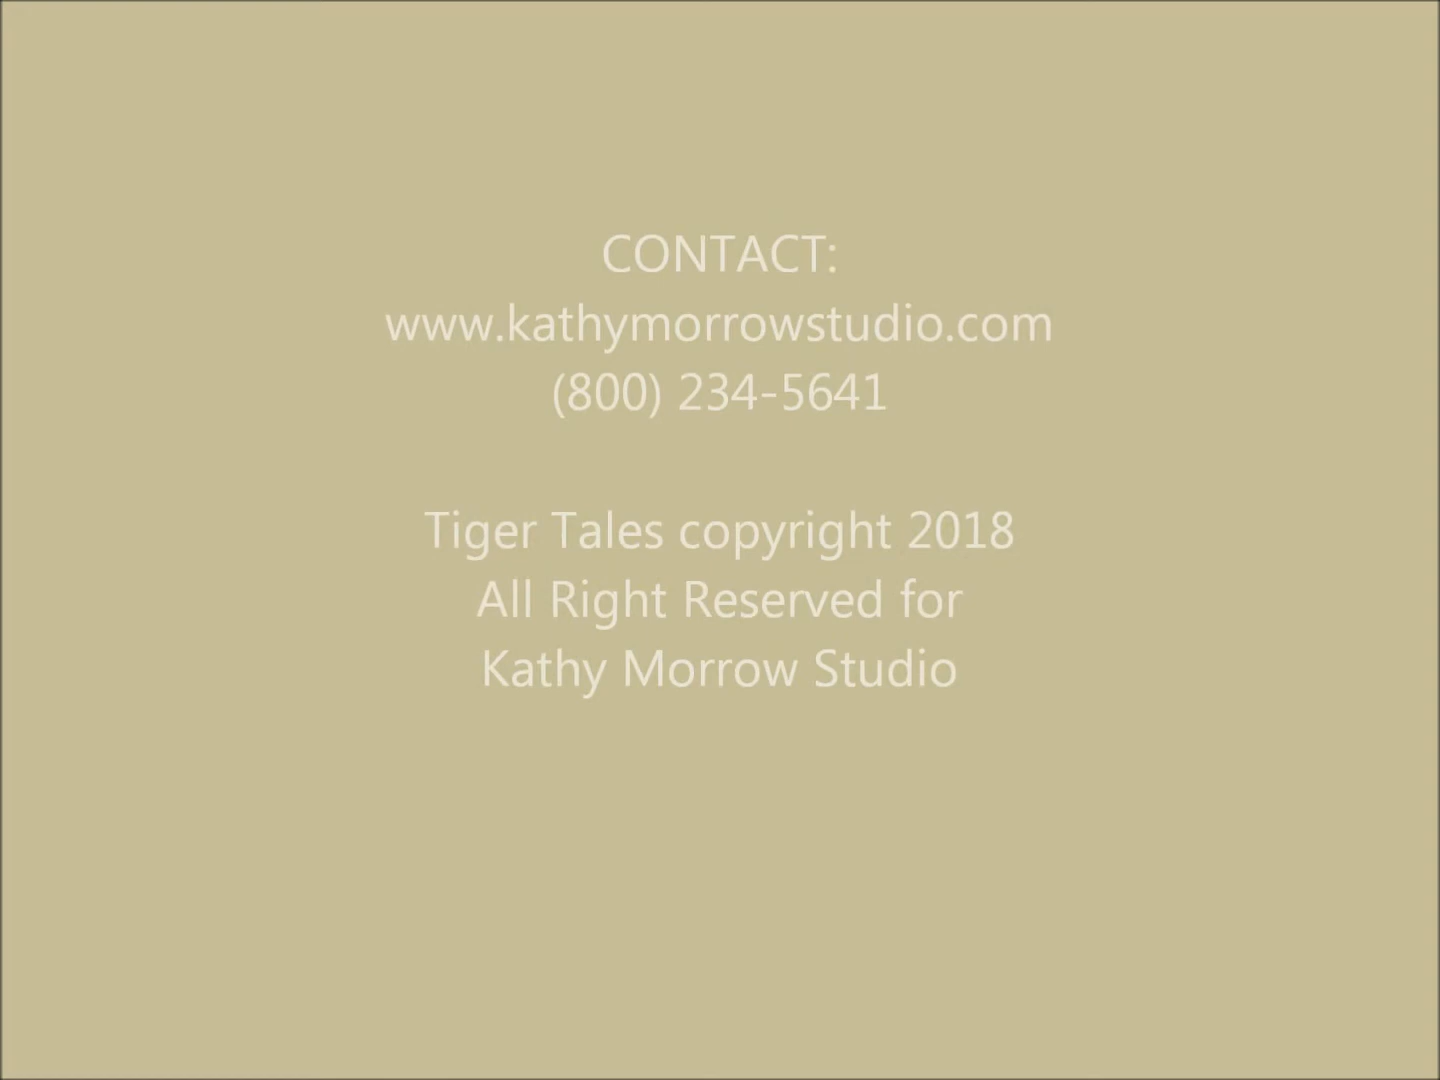 CONTACT:
www.kathymorrowstudio.com
(800) 234-5641
Tiger Tales copyright 2018
All Right Reserved for
Kathy Morrow Studio